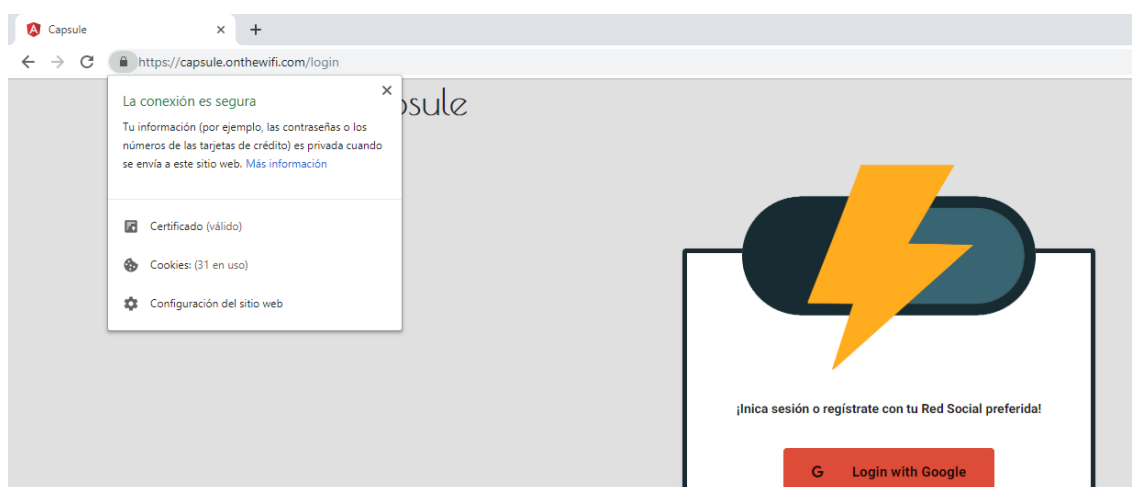 Capsule
https://capsule.onthewifi.com/login
La conexión es segura
Tu información (por ejemplo, las contraseñas o los
números de las tarjetas de crédito) es privada cuando
se envía a este sitio web. Más información
Certificado (válido)
Cookies: (31 en uso)
Configuración del sitio web
psule
¡Inica sesión o regístrate con tu Red Social preferida!
G Login with Google